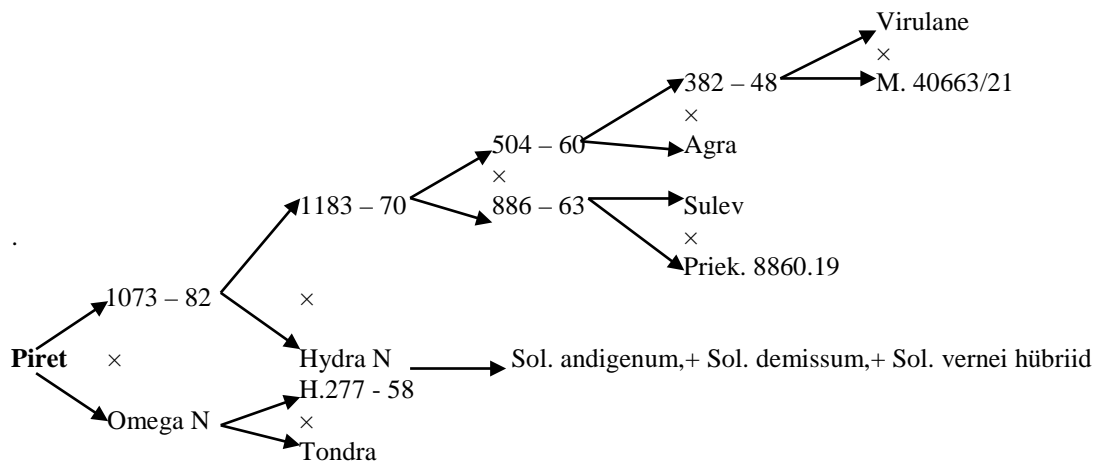 Virulane
×
382 – 48
M. 40663/21
×
504 – 60
Agra
×
1183 – 70
886 – 63
Sulev
×
.
Priek. 8860.19
1073 – 82
×
Piret
×
Hydra N
Sol. andigenum,+ Sol. demissum,+ Sol. vernei hübriid
H.277 - 58
Omega N
×
Tondra